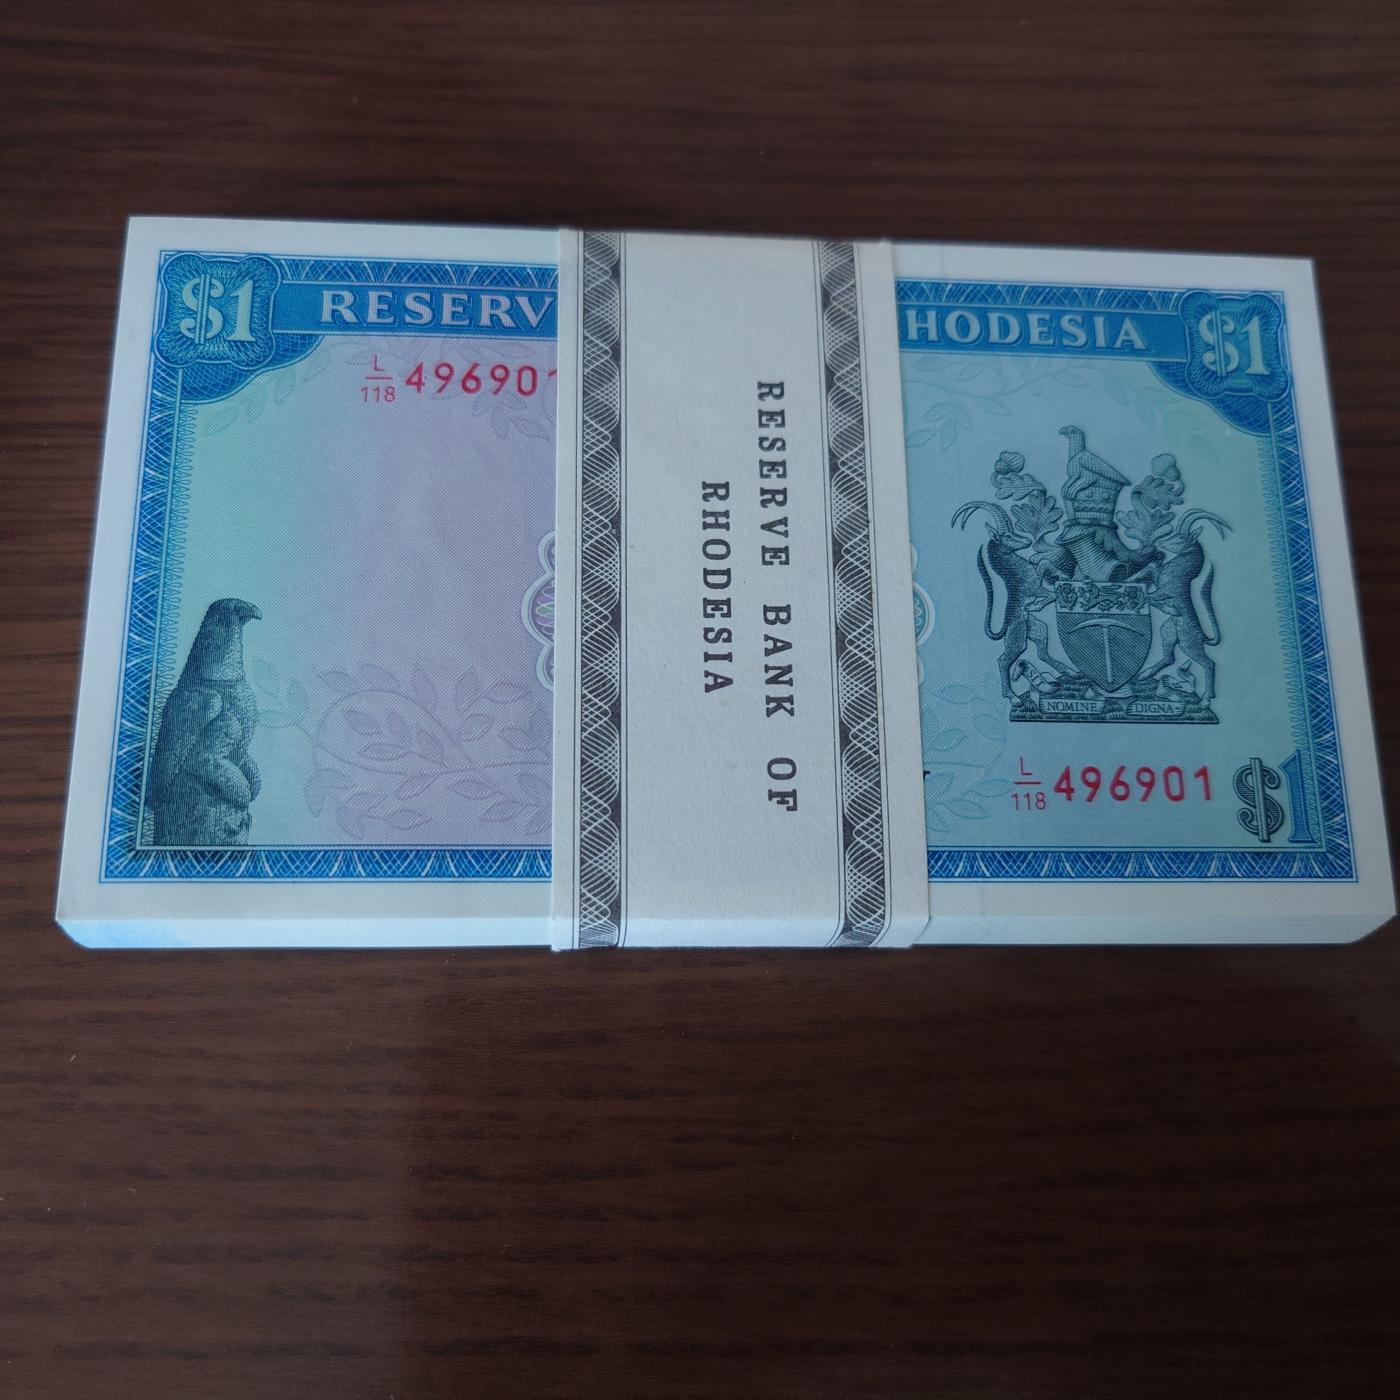 $1 RESERV
L/118 496901
RESERVE BANK OF
RHODESIA
HODESIA $1
NOMINE DIGNA
L/118 496901
$1